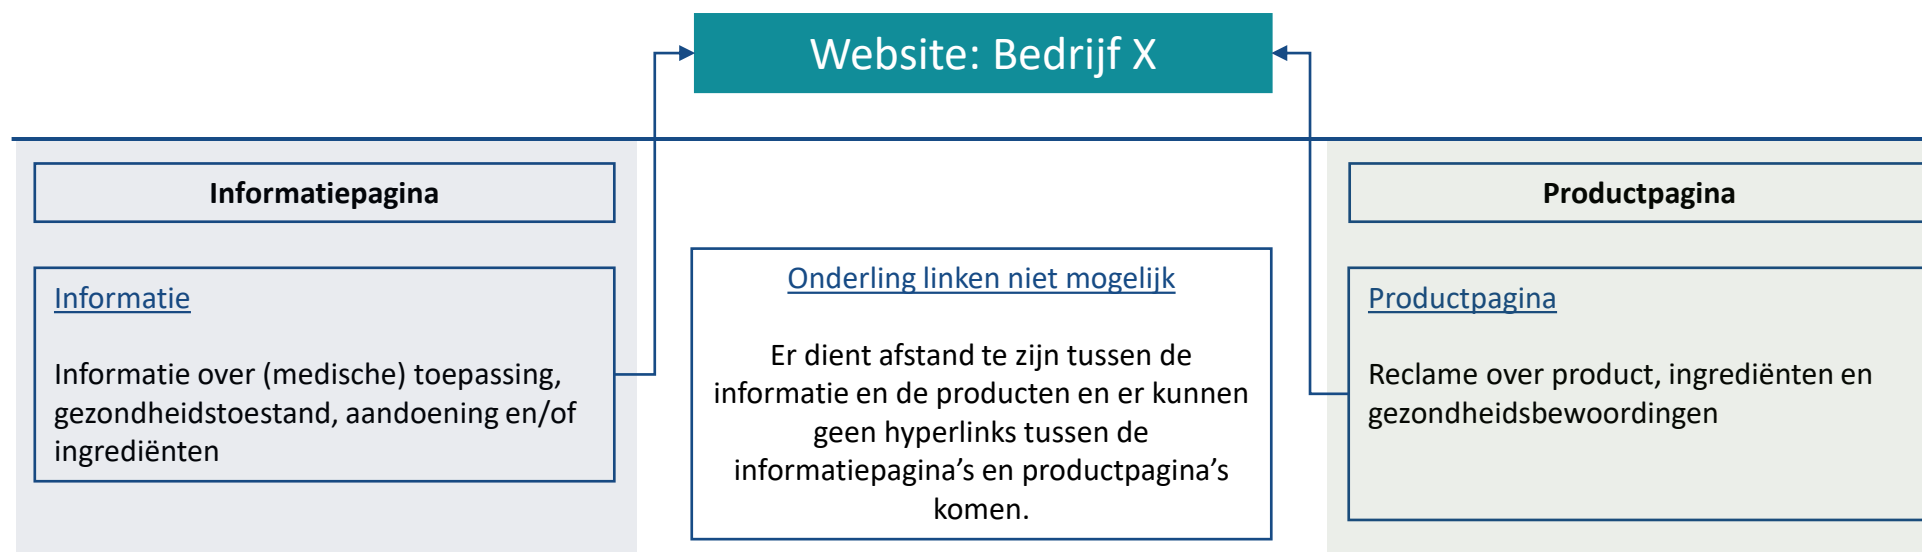 Website: Bedrijf X
Informatiepagina
Informatie
Informatie over (medische) toepassing,
gezondheidstoestand, aandoening en/of
ingrediënten
Onderling linken niet mogelijk
Er dient afstand te zijn tussen de
informatie en de producten en er kunnen
geen hyperlinks tussen de
informatiepagina’s en productpagina’s
komen.
Productpagina
Productpagina
Reclame over product, ingrediënten en
gezondheidsbewoordingen